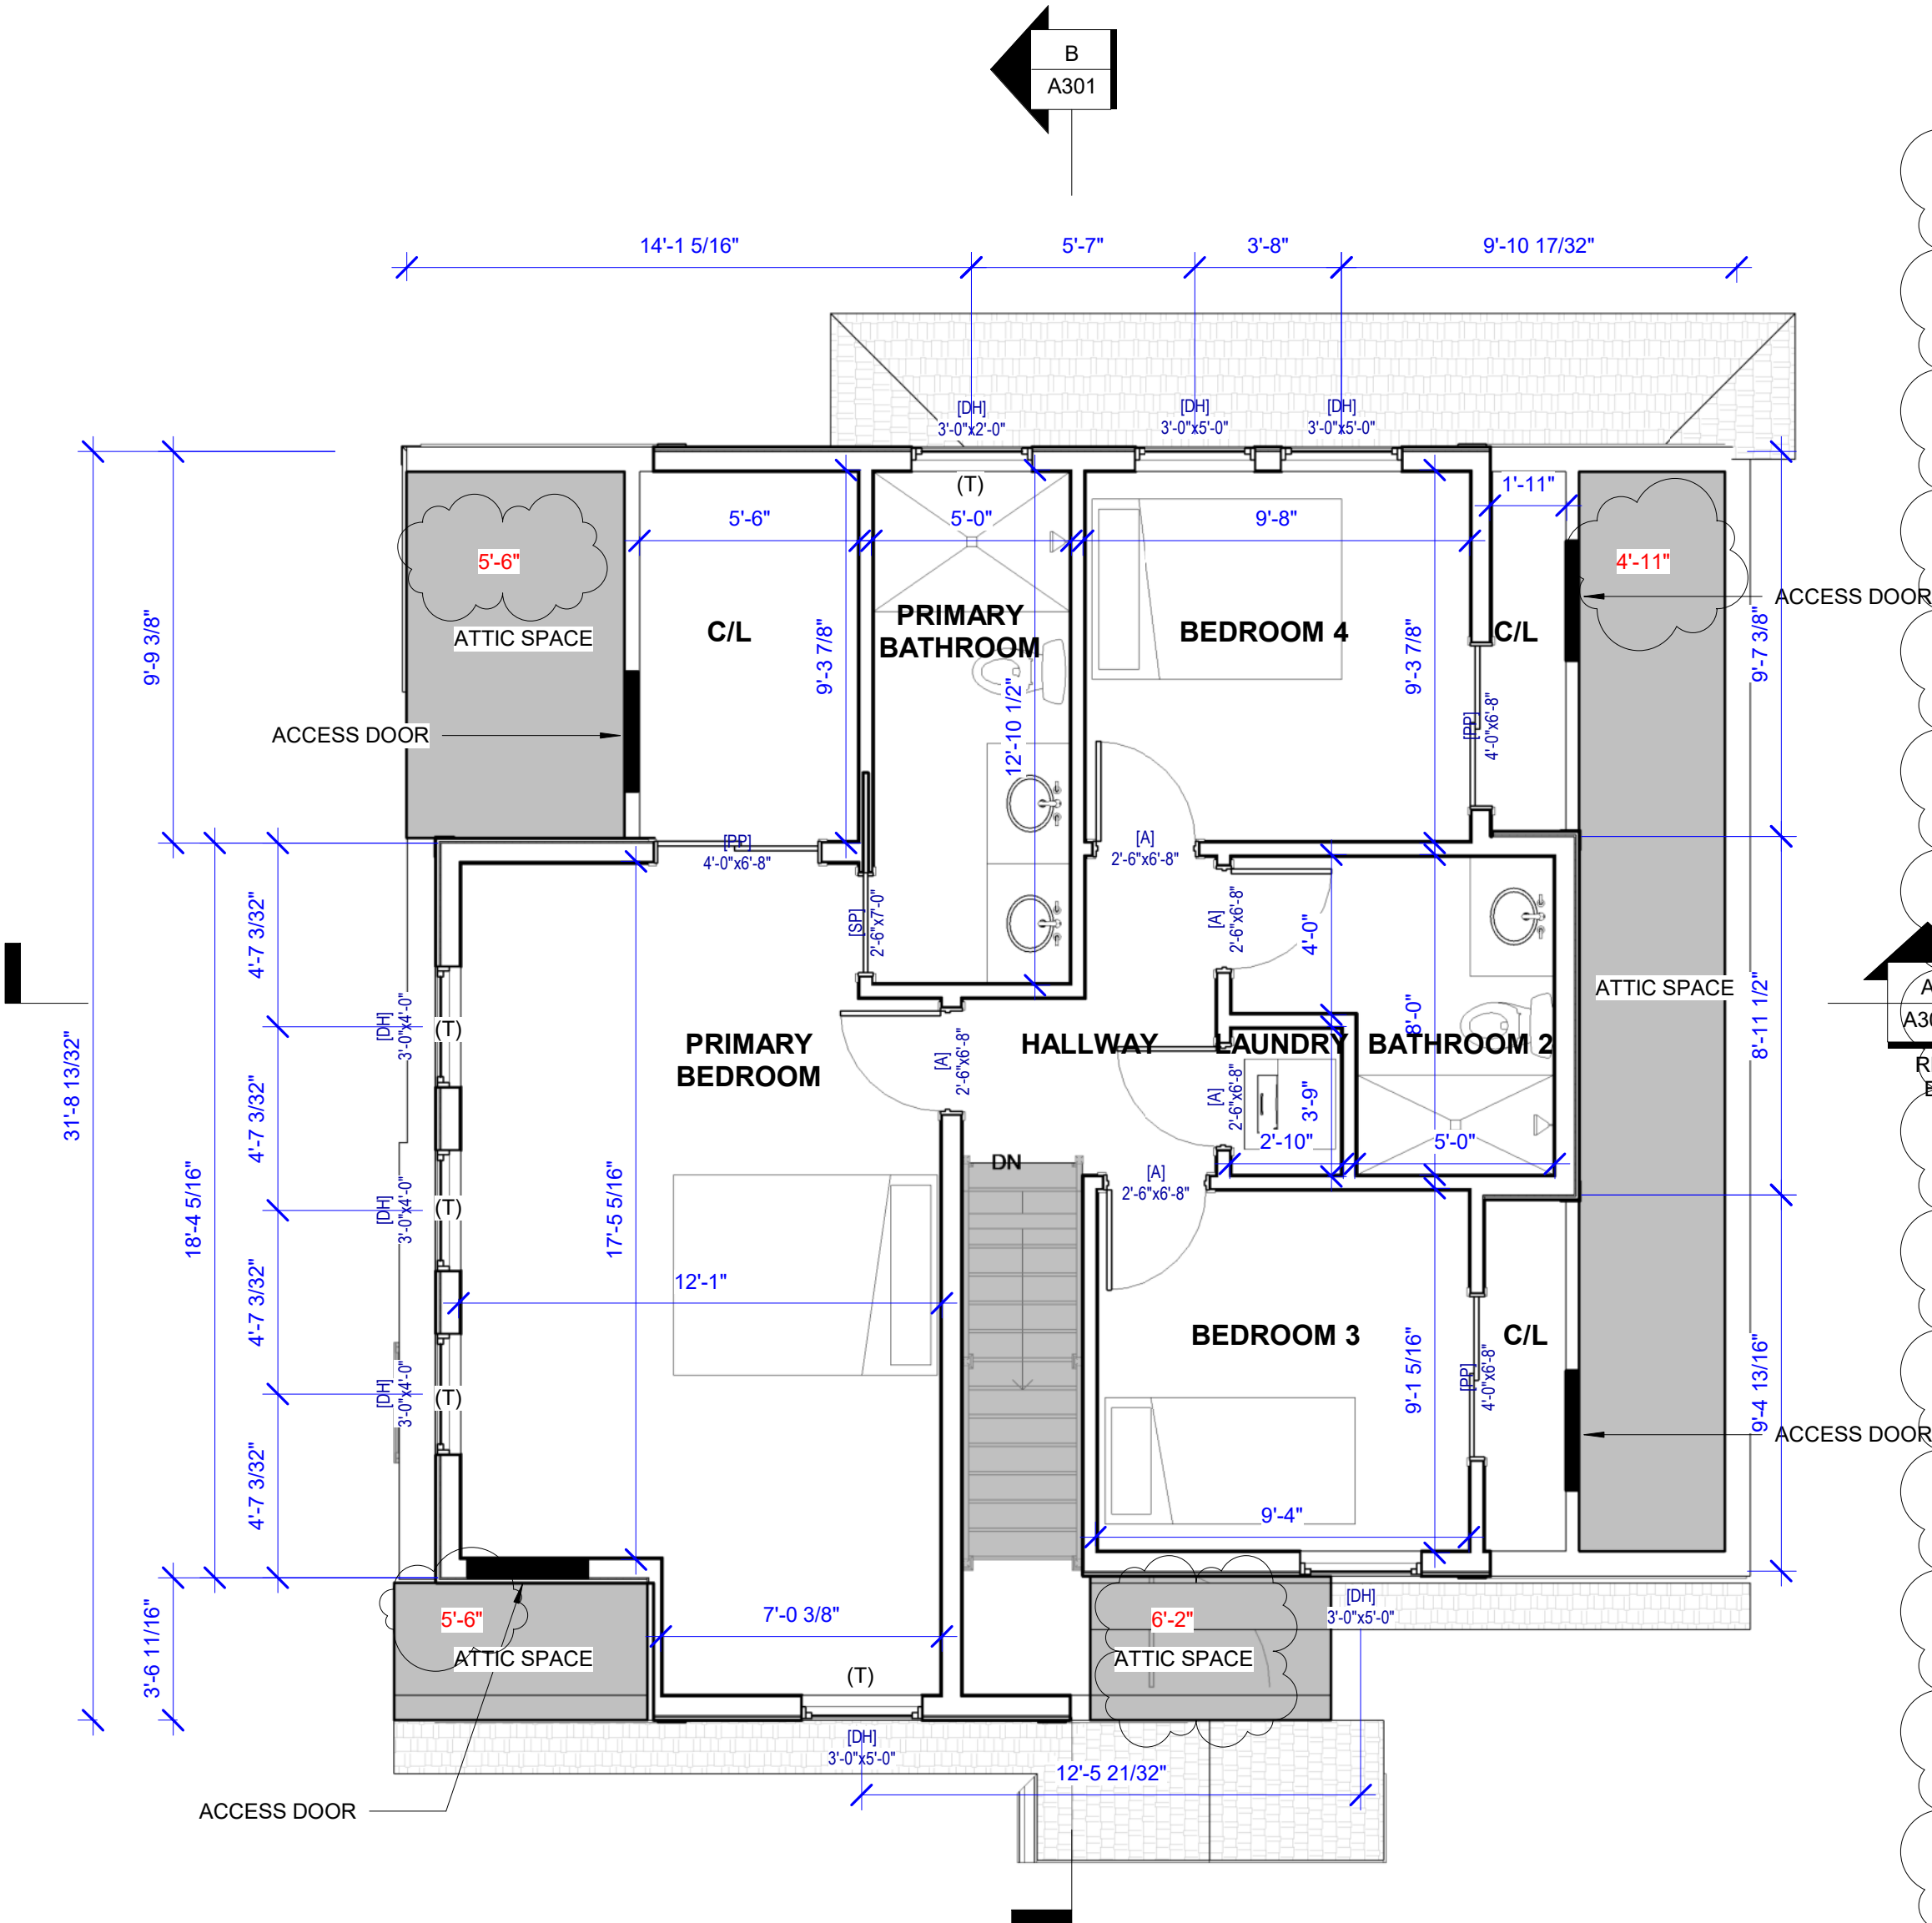 B
A301
14'-1 5/16"
5'-7"
3'-8"
9'-10 17/32"
[DH]
3'-0"x2'-0"
[DH]
3'-0"x5'-0"
[DH]
3'-0"x5'-0"
(T)
1'-11"
5'-6"
5'-0"
9'-8"
5'-6"
4'-11"
ACCESS DOOR
ATTIC SPACE
C/L
PRIMARY
BATHROOM
BEDROOM 4
C/L
9'-9 3/8"
9'-3 7/8"
9'-3 7/8"
9'-7 3/8"
12'-10 1/2"
ACCESS DOOR
[PP]
4'-0"x6'-8"
[PP]
4'-0"x6'-8"
[A]
2'-6"x6'-8"
[SP]
2'-6"x7'-0"
[A]
2'-6"x6'-8"
4'-0"
4'-7 3/32"
ATTIC SPACE
A
[DH]
3'-0"x4'-0"
(T)
PRIMARY
BEDROOM
[A]
2'-6"x6'-8"
HALLWAY
LAUNDRY
8'-0"
BATHROOM 2
8'-11 1/2"
31'-8 13/32"
4'-7 3/32"
[A]
2'-6"x6'-8"
3'-9"
2'-10"
5'-0"
DN
[A]
2'-6"x6'-8"
18'-4 5/16"
[DH]
3'-0"x4'-0"
(T)
17'-5 5/16"
12'-1"
4'-7 3/32"
BEDROOM 3
C/L
9'-1 5/16"
[PP]
4'-0"x6'-8"
9'-4 13/16"
[DH]
3'-0"x4'-0"
(T)
ACCESS DOOR
4'-7 3/32"
9'-4"
3'-6 11/16"
5'-6"
ATTIC SPACE
7'-0 3/8"
(T)
6'-2"
ATTIC SPACE
[DH]
3'-0"x5'-0"
[DH]
3'-0"x5'-0"
12'-5 21/32"
ACCESS DOOR